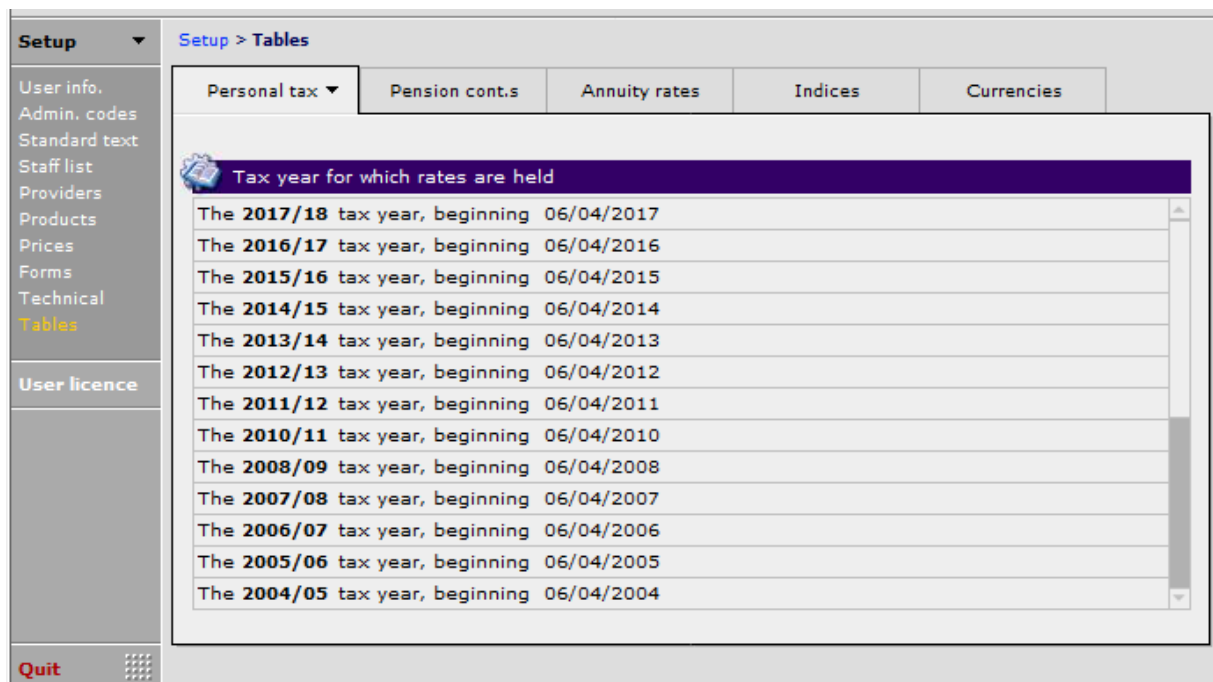 Setup
Setup > Tables
User info.
Admin. codes
Standard text
Staff list
Providers
Products
Prices
Forms
Technical
Tables
User licence
Quit
Personal tax
Pension cont.s
Annuity rates
Indices
Currencies
Tax year for which rates are held
The 2017/18 tax year, beginning 06/04/2017
The 2016/17 tax year, beginning 06/04/2016
The 2015/16 tax year, beginning 06/04/2015
The 2014/15 tax year, beginning 06/04/2014
The 2013/14 tax year, beginning 06/04/2013
The 2012/13 tax year, beginning 06/04/2012
The 2011/12 tax year, beginning 06/04/2011
The 2010/11 tax year, beginning 06/04/2010
The 2008/09 tax year, beginning 06/04/2008
The 2007/08 tax year, beginning 06/04/2007
The 2006/07 tax year, beginning 06/04/2006
The 2005/06 tax year, beginning 06/04/2005
The 2004/05 tax year, beginning 06/04/2004